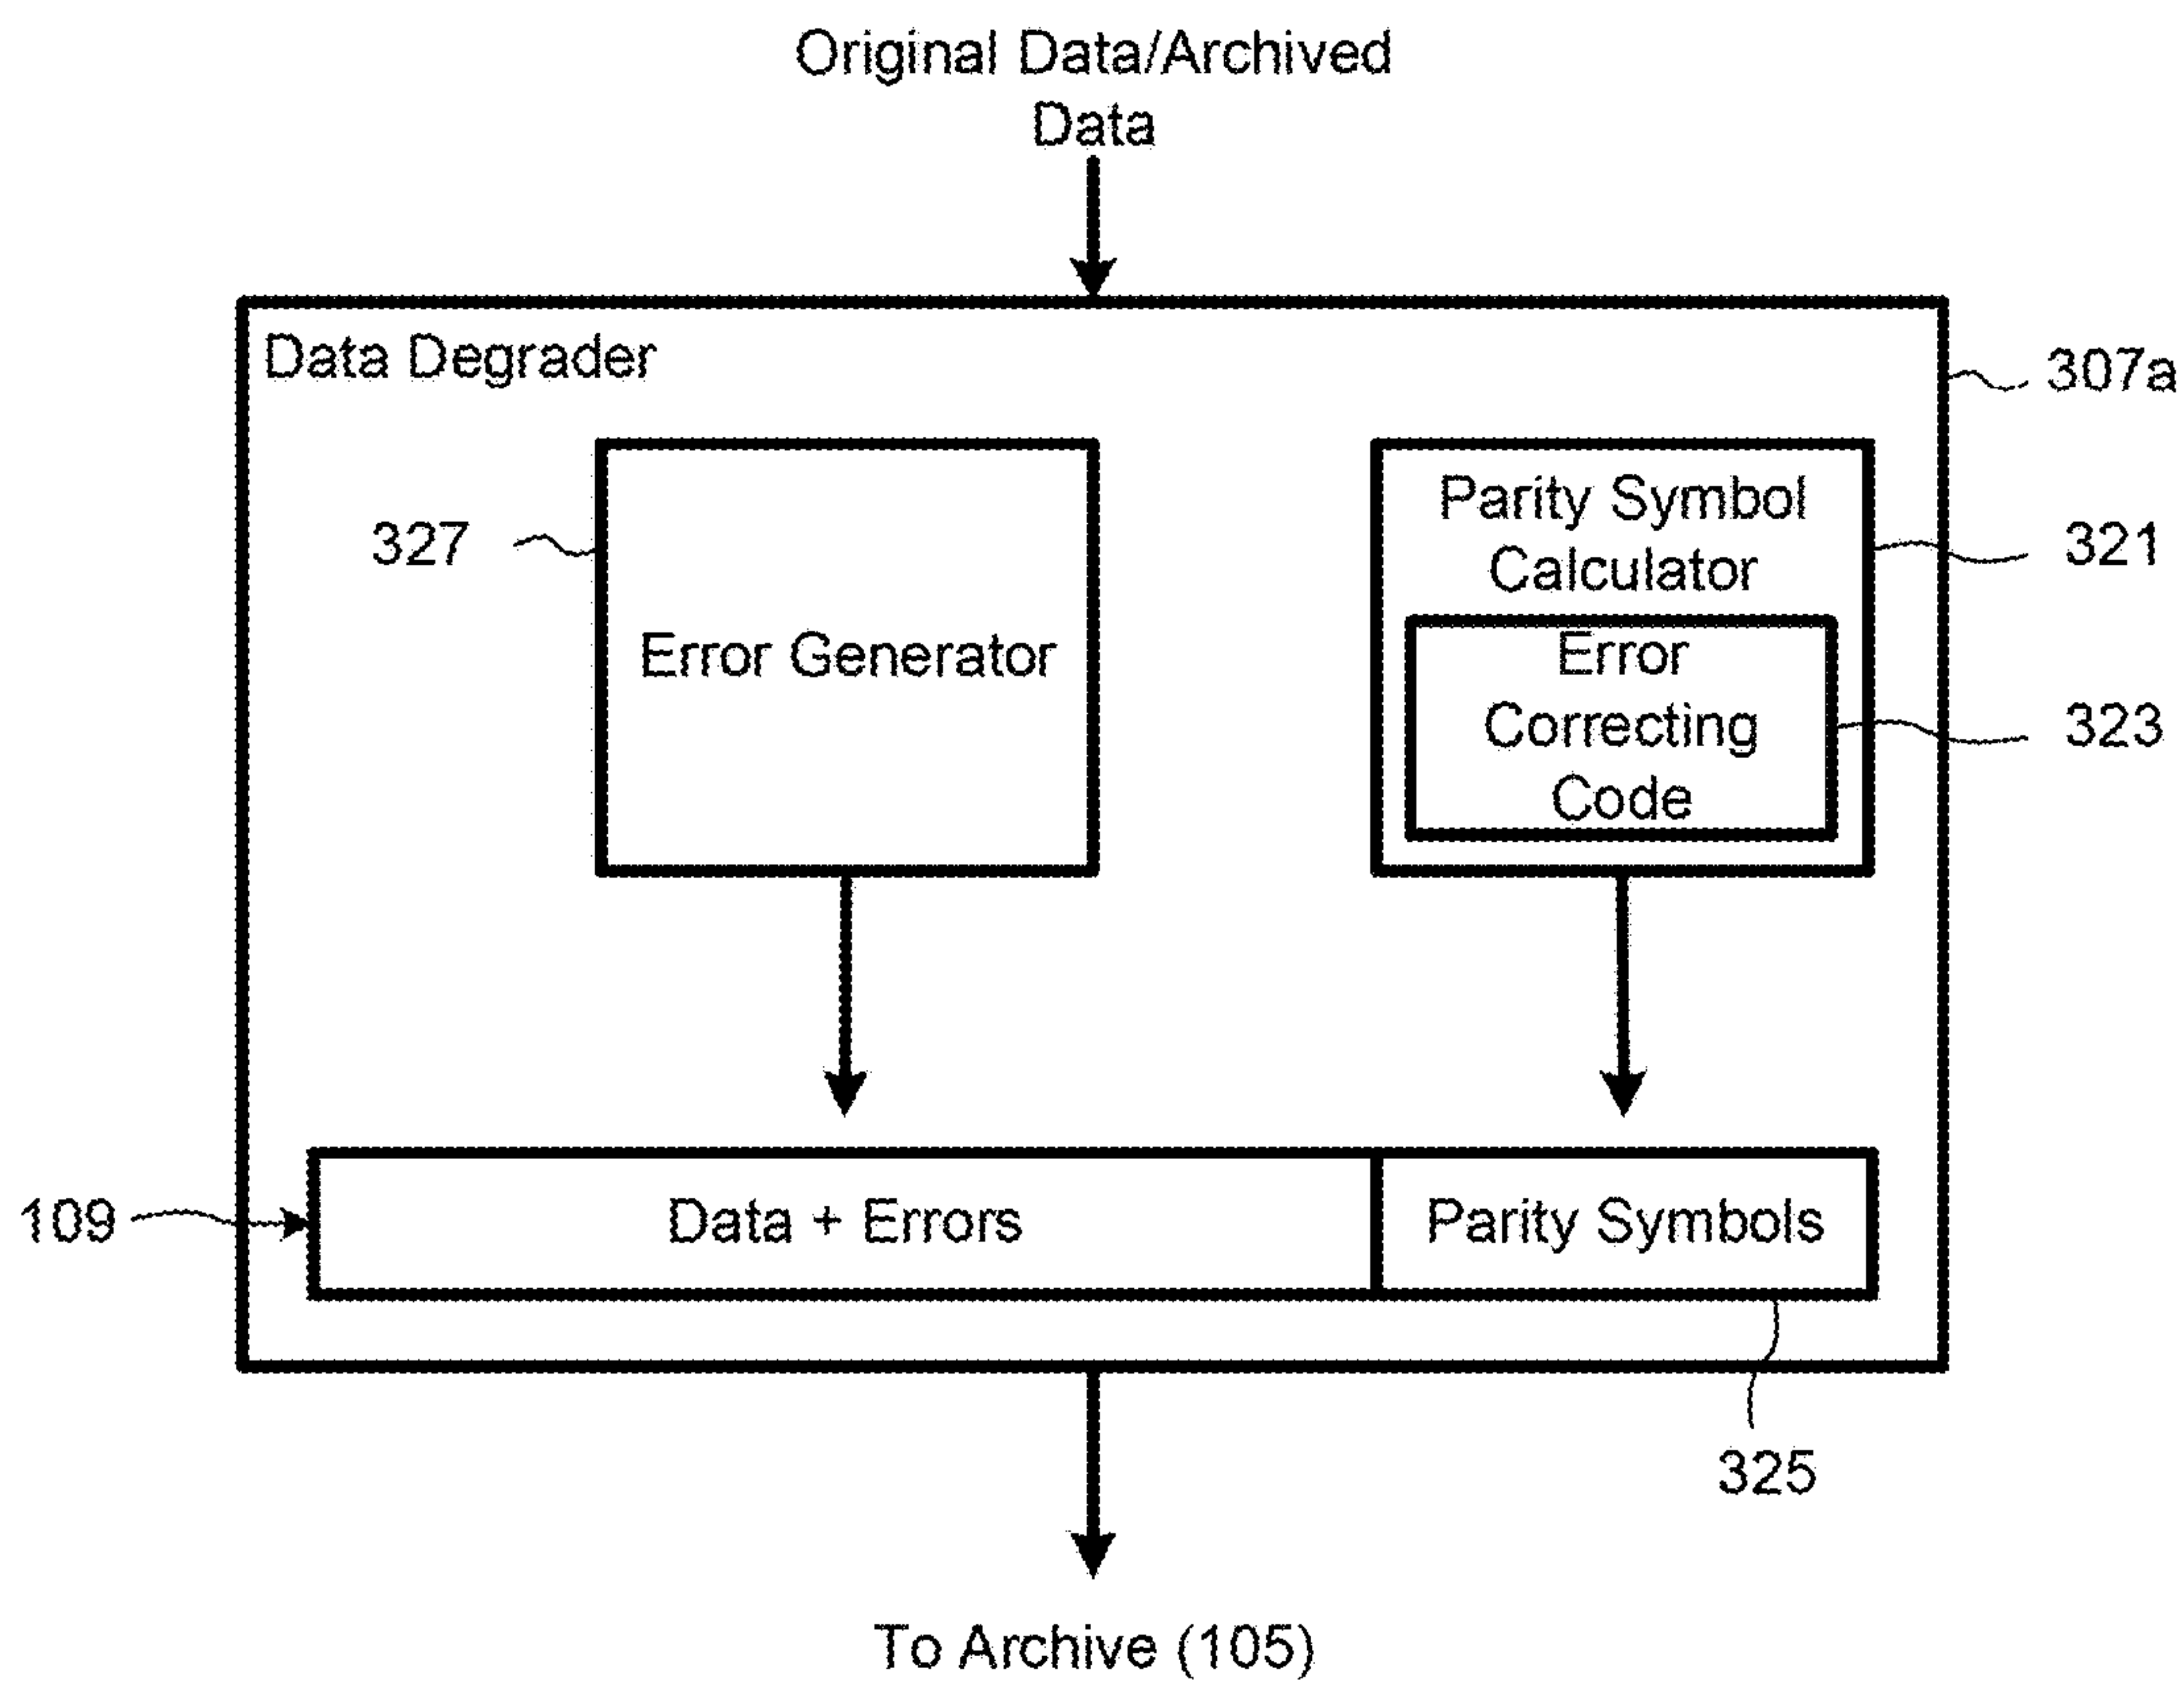 Original Data/Archived
Data
Data Degrader
307a
327
Error Generator
Parity Symbol
Calculator
321
Error
Correcting
Code
323
109
Data + Errors
Parity Symbols
325
To Archive (105)